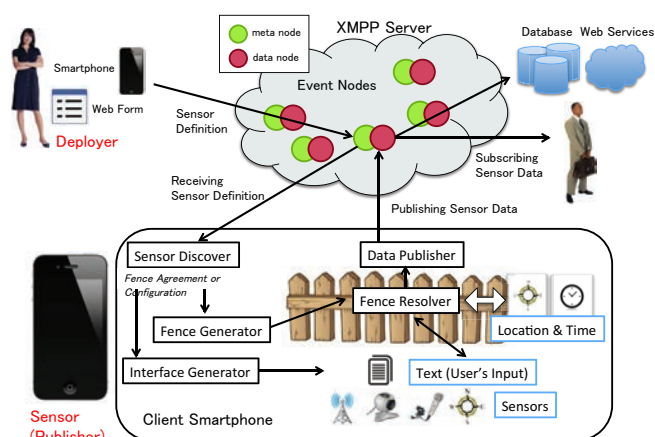 XMPP Server
meta node
data node
Database Web Services
Smartphone
Web Form
Deployer
Event Nodes
Sensor
Definition
Subscribing
Sensor Data
Receiving
Sensor Definition
Publishing Sensor Data
Sensor Discover
Data Publisher
Fence Agreement or
Configuration
Fence Resolver
Fence Generator
Location & Time
Interface Generator
Text (User's Input)
Sensors
Client Smartphone
Sensor
(Publisher)